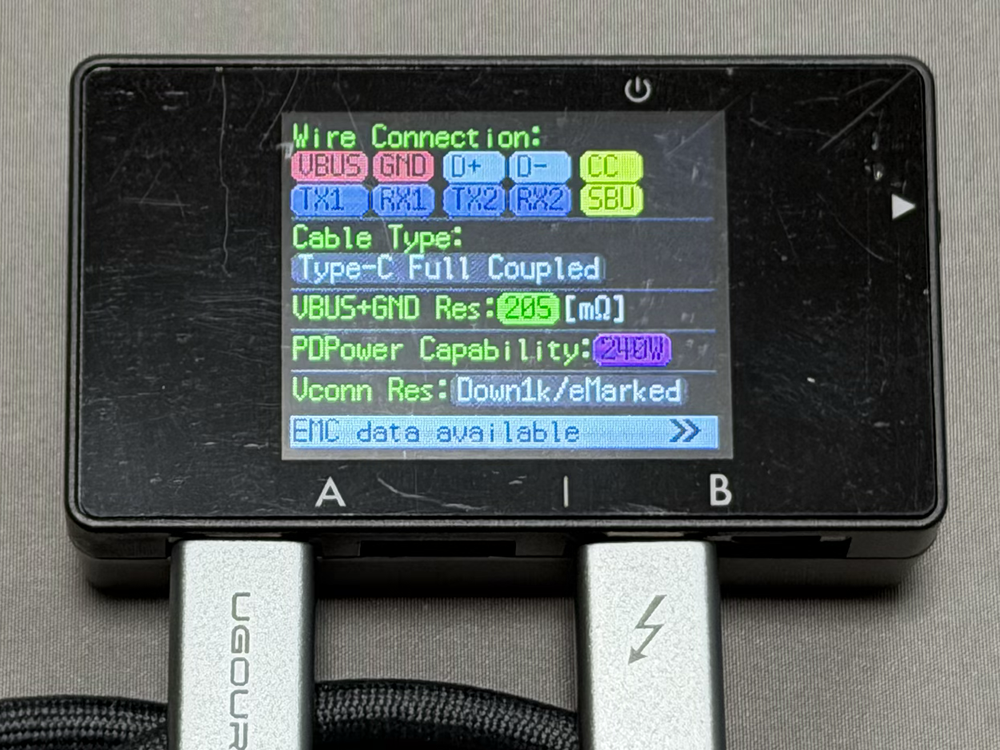 Wire Connection:
VBUS GND D+ D- CC
TX1 RX1 TX2 RX2 SBU
Cable Type:
Type-C Full Coupled
VBUS+GND Res:205[mΩ]
PDPower Capability:240W
Vconn Res:Down1k/eMarked
EMC data available »
A | B
UGOUR